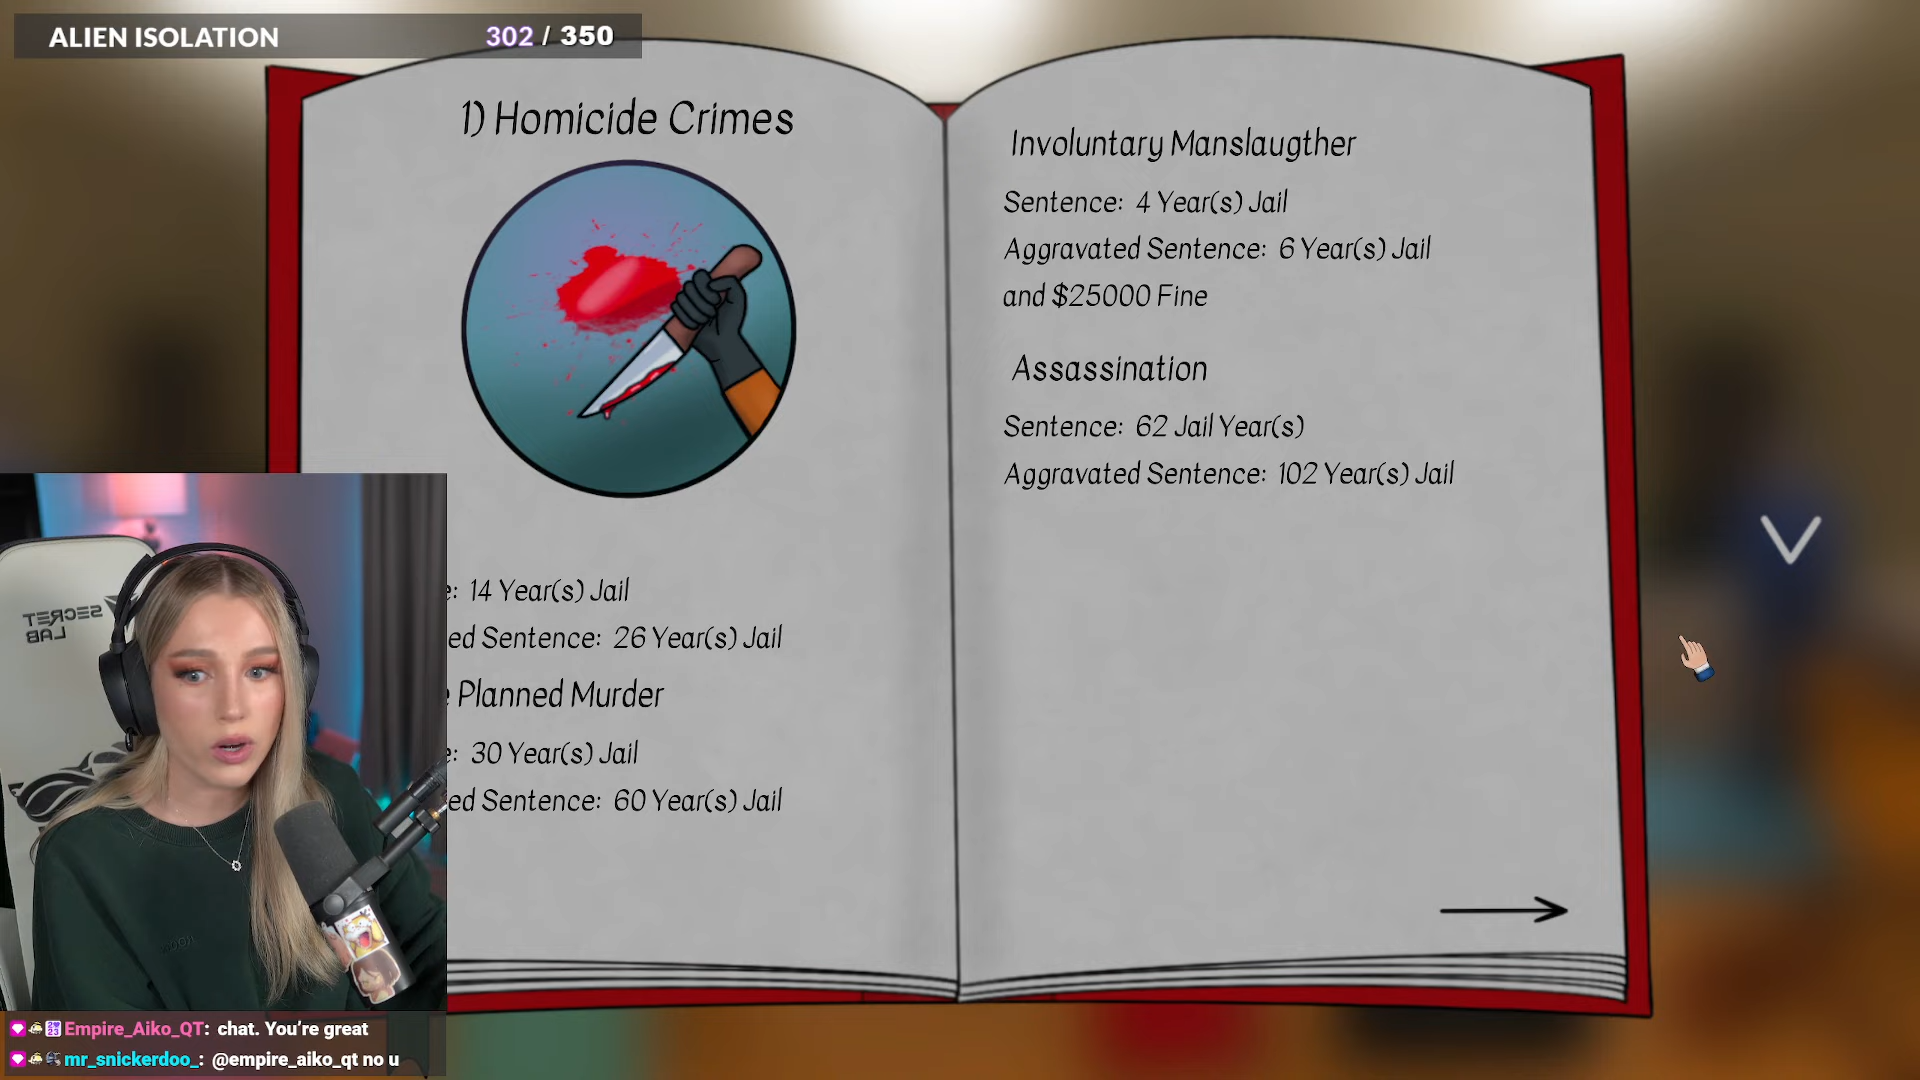 ALIEN ISOLATION 302 / 350
1) Homicide Crimes
e: 14 Year(s) Jail
ed Sentence: 26 Year(s) Jail
e Planned Murder
e: 30 Year(s) Jail
ed Sentence: 60 Year(s) Jail
Involuntary Manslaugther
Sentence: 4 Year(s) Jail
Aggravated Sentence: 6 Year(s) Jail
and $25000 Fine
Assassination
Sentence: 62 Jail Year(s)
Aggravated Sentence: 102 Year(s) Jail
SECRET
LAB
Empire_Aiko_QT: chat. You’re great
mr_snickerdoo_: @empire_aiko_qt no u